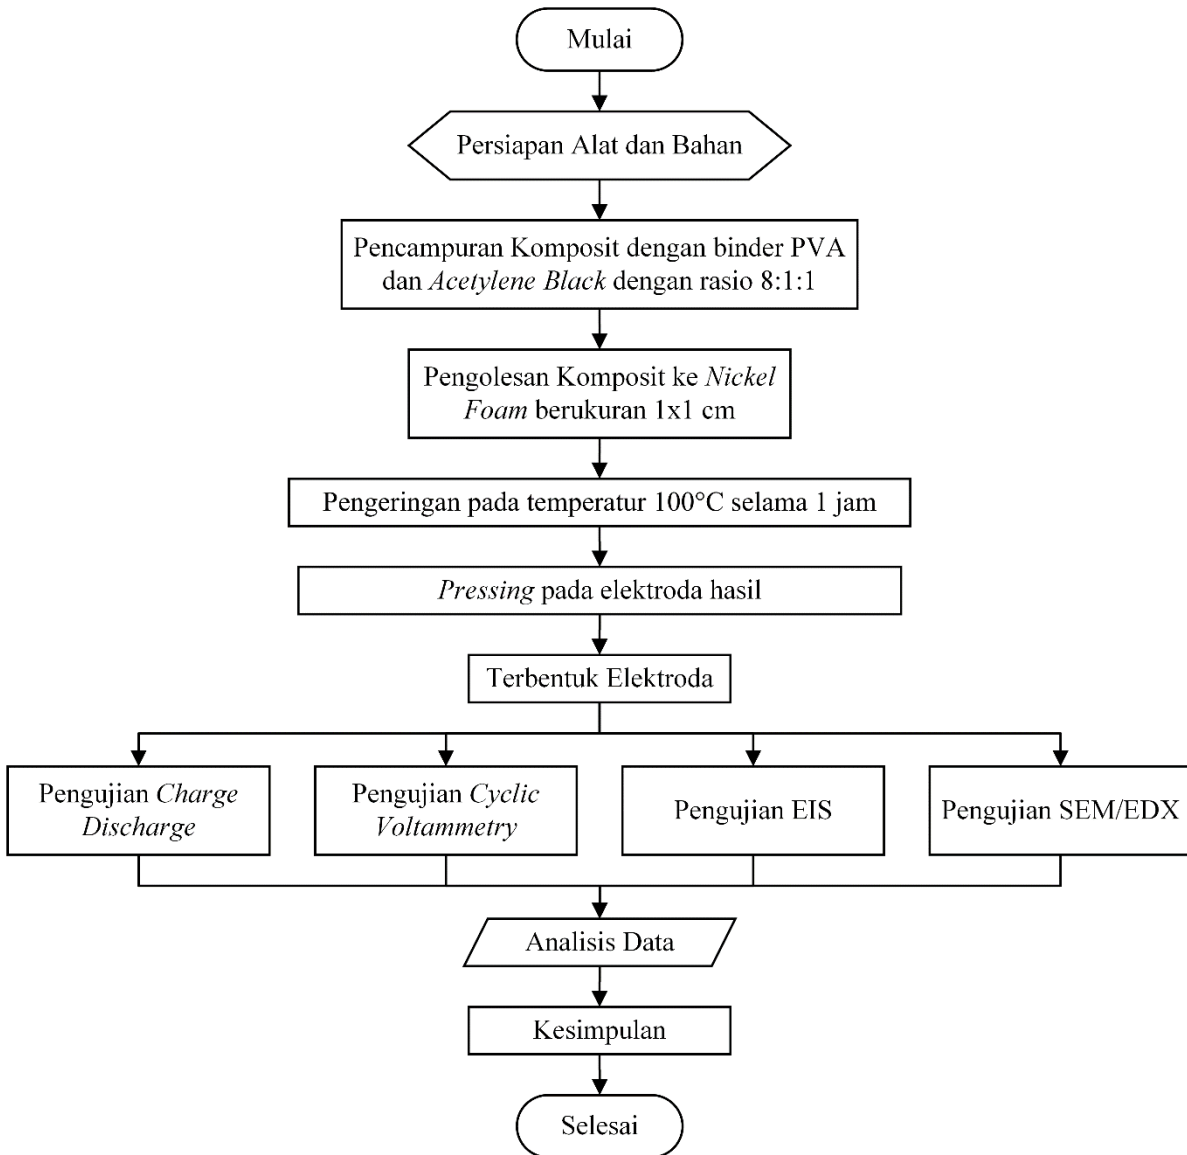 Mulai
Persiapan Alat dan Bahan
Pencampuran Komposit dengan binder PVA
dan Acetylene Black dengan rasio 8:1:1
Pengolesan Komposit ke Nickel
Foam berukuran 1x1 cm
Pengeringan pada temperatur 100°C selama 1 jam
Pressing pada elektroda hasil
Terbentuk Elektroda
Pengujian Charge
Discharge
Pengujian Cyclic
Voltammetry
Pengujian EIS
Pengujian SEM/EDX
Analisis Data
Kesimpulan
Selesai